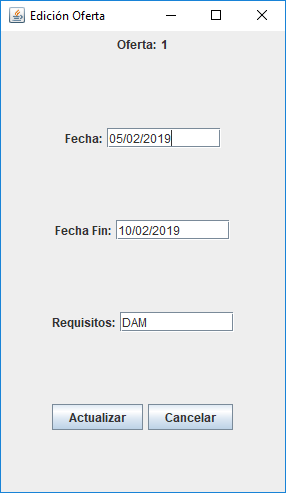 Edición Oferta
Oferta: 1
Fecha: 05/02/2019
Fecha Fin: 10/02/2019
Requisitos: DAM
Actualizar Cancelar